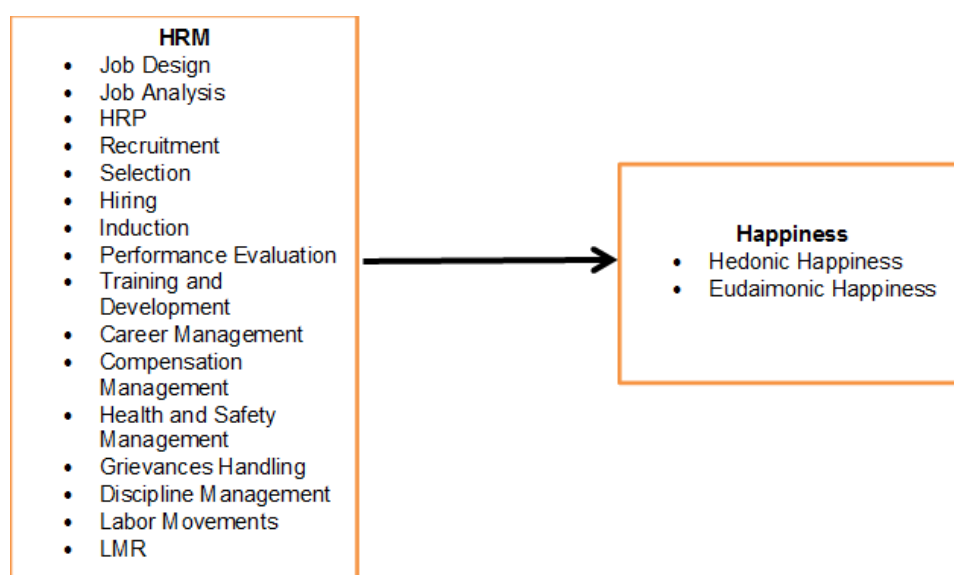 HRM
• Job Design
• Job Analysis
• HRP
• Recruitment
• Selection
• Hiring
• Induction
• Performance Evaluation
• Training and
Development
• Career Management
• Compensation
Management
• Health and Safety
Management
• Grievances Handling
• Discipline Management
• Labor Movements
• LMR
Happiness
• Hedonic Happiness
• Eudaimonic Happiness